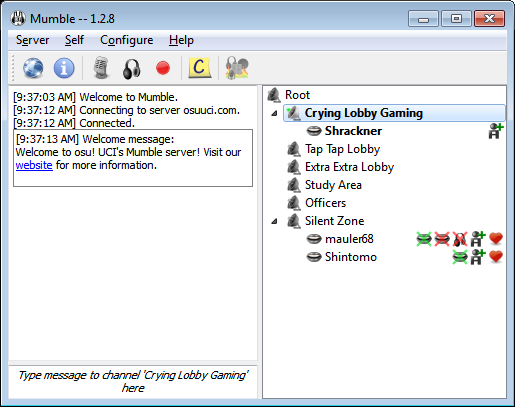 Mumble -- 1.2.8
Server Self Configure Help
[9:37:03 AM] Welcome to Mumble.
[9:37:12 AM] Connecting to server osuuci.com.
[9:37:12 AM] Connected.
[9:37:13 AM] Welcome message:
Welcome to osu! UCI's Mumble server! Visit our
website for more information.
Type message to channel 'Crying Lobby Gaming'
here
Root
Crying Lobby Gaming
Shrackner
Tap Tap Lobby
Extra Extra Lobby
Study Area
Officers
Silent Zone
mauler68
Shintomo